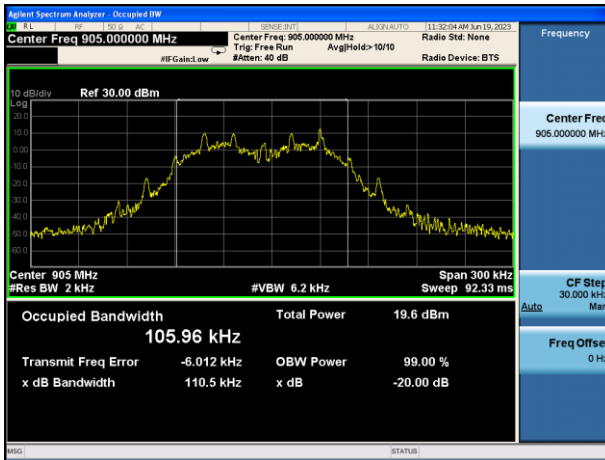 Agilent Spectrum Analyzer - Occupied BW
RL RF 50 Ω AC SENSE:INT ALIGN AUTO 11:32:04 AM Jun 19, 2023
Center Freq 905.000000 MHz
Center Freq: 905.000000 MHz Radio Std: None
Trig: Free Run Avg|Hold:>10/10
#IFGain:Low #Atten: 40 dB Radio Device: BTS
10 dB/div Ref 30.00 dBm
Log
20.0
10.0
0.00
-10.0
-20.0
-30.0
-40.0
-50.0
-60.0
Center 905 MHz Span 300 kHz
#Res BW 2 kHz #VBW 6.2 kHz Sweep 92.33 ms
Occupied Bandwidth Total Power 19.6 dBm
105.96 kHz
Transmit Freq Error -6.012 kHz OBW Power 99.00 %
x dB Bandwidth 110.5 kHz x dB -20.00 dB
MSG STATUS
Frequency
Center Freq
905.000000 MHz
CF Step
30.000 kHz
Auto Man
Freq Offset
0 Hz